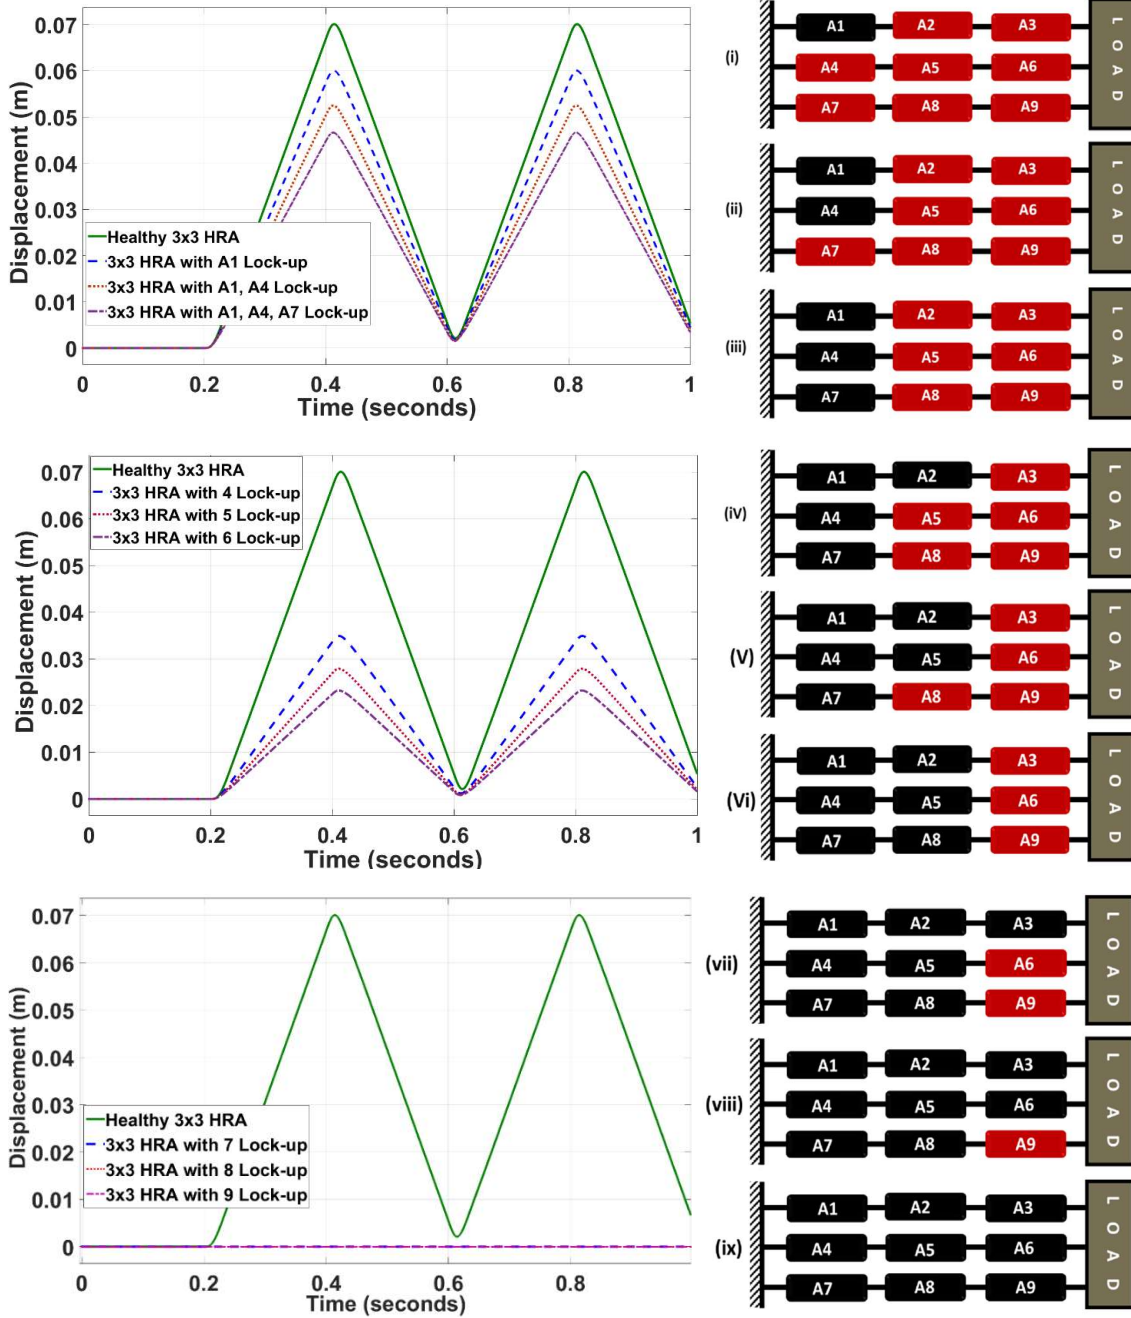 0.07
0.06
0.05
0.04
0.03
0.02
0.01
0
Displacement (m)
Healthy 3x3 HRA
3x3 HRA with A1 Lock-up
3x3 HRA with A1, A4 Lock-up
3x3 HRA with A1, A4, A7 Lock-up
0 0.2 0.4 0.6 0.8 1
Time (seconds)
(i)
A1 A2 A3
A4 A5 A6
A7 A8 A9
LOAD
(ii)
A1 A2 A3
A4 A5 A6
A7 A8 A9
LOAD
(iii)
A1 A2 A3
A4 A5 A6
A7 A8 A9
LOAD
0.07
0.06
0.05
0.04
0.03
0.02
0.01
0
Displacement (m)
Healthy 3x3 HRA
3x3 HRA with 4 Lock-up
3x3 HRA with 5 Lock-up
3x3 HRA with 6 Lock-up
0 0.2 0.4 0.6 0.8 1
Time (seconds)
(iv)
A1 A2 A3
A4 A5 A6
A7 A8 A9
LOAD
(V)
A1 A2 A3
A4 A5 A6
A7 A8 A9
LOAD
(Vi)
A1 A2 A3
A4 A5 A6
A7 A8 A9
LOAD
0.07
0.06
0.05
0.04
0.03
0.02
0.01
0
Displacement (m)
Healthy 3x3 HRA
3x3 HRA with 7 Lock-up
3x3 HRA with 8 Lock-up
3x3 HRA with 9 Lock-up
0 0.2 0.4 0.6 0.8
Time (seconds)
(vii)
A1 A2 A3
A4 A5 A6
A7 A8 A9
LOAD
(viii)
A1 A2 A3
A4 A5 A6
A7 A8 A9
LOAD
(ix)
A1 A2 A3
A4 A5 A6
A7 A8 A9
LOAD